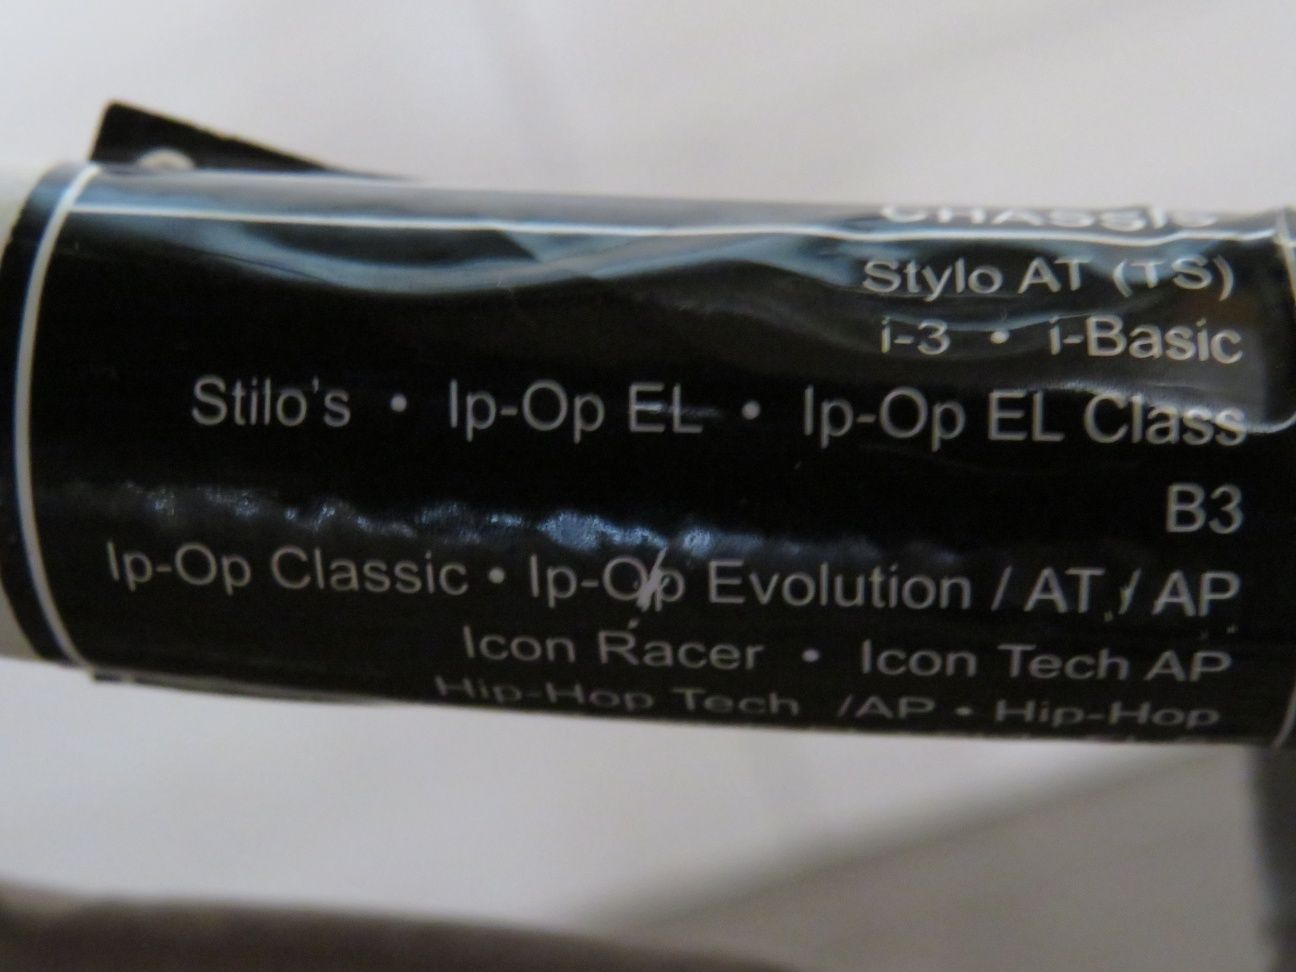 CHASSIS
Stylo AT (TS)
i-3 • i-Basic
Stilo's • Ip-Op EL • Ip-Op EL Class
B3
Ip-Op Classic • Ip-Op Evolution / AT / AP
Icon Racer • Icon Tech AP
Hip-Hop Tech /AP • Hip-Hop